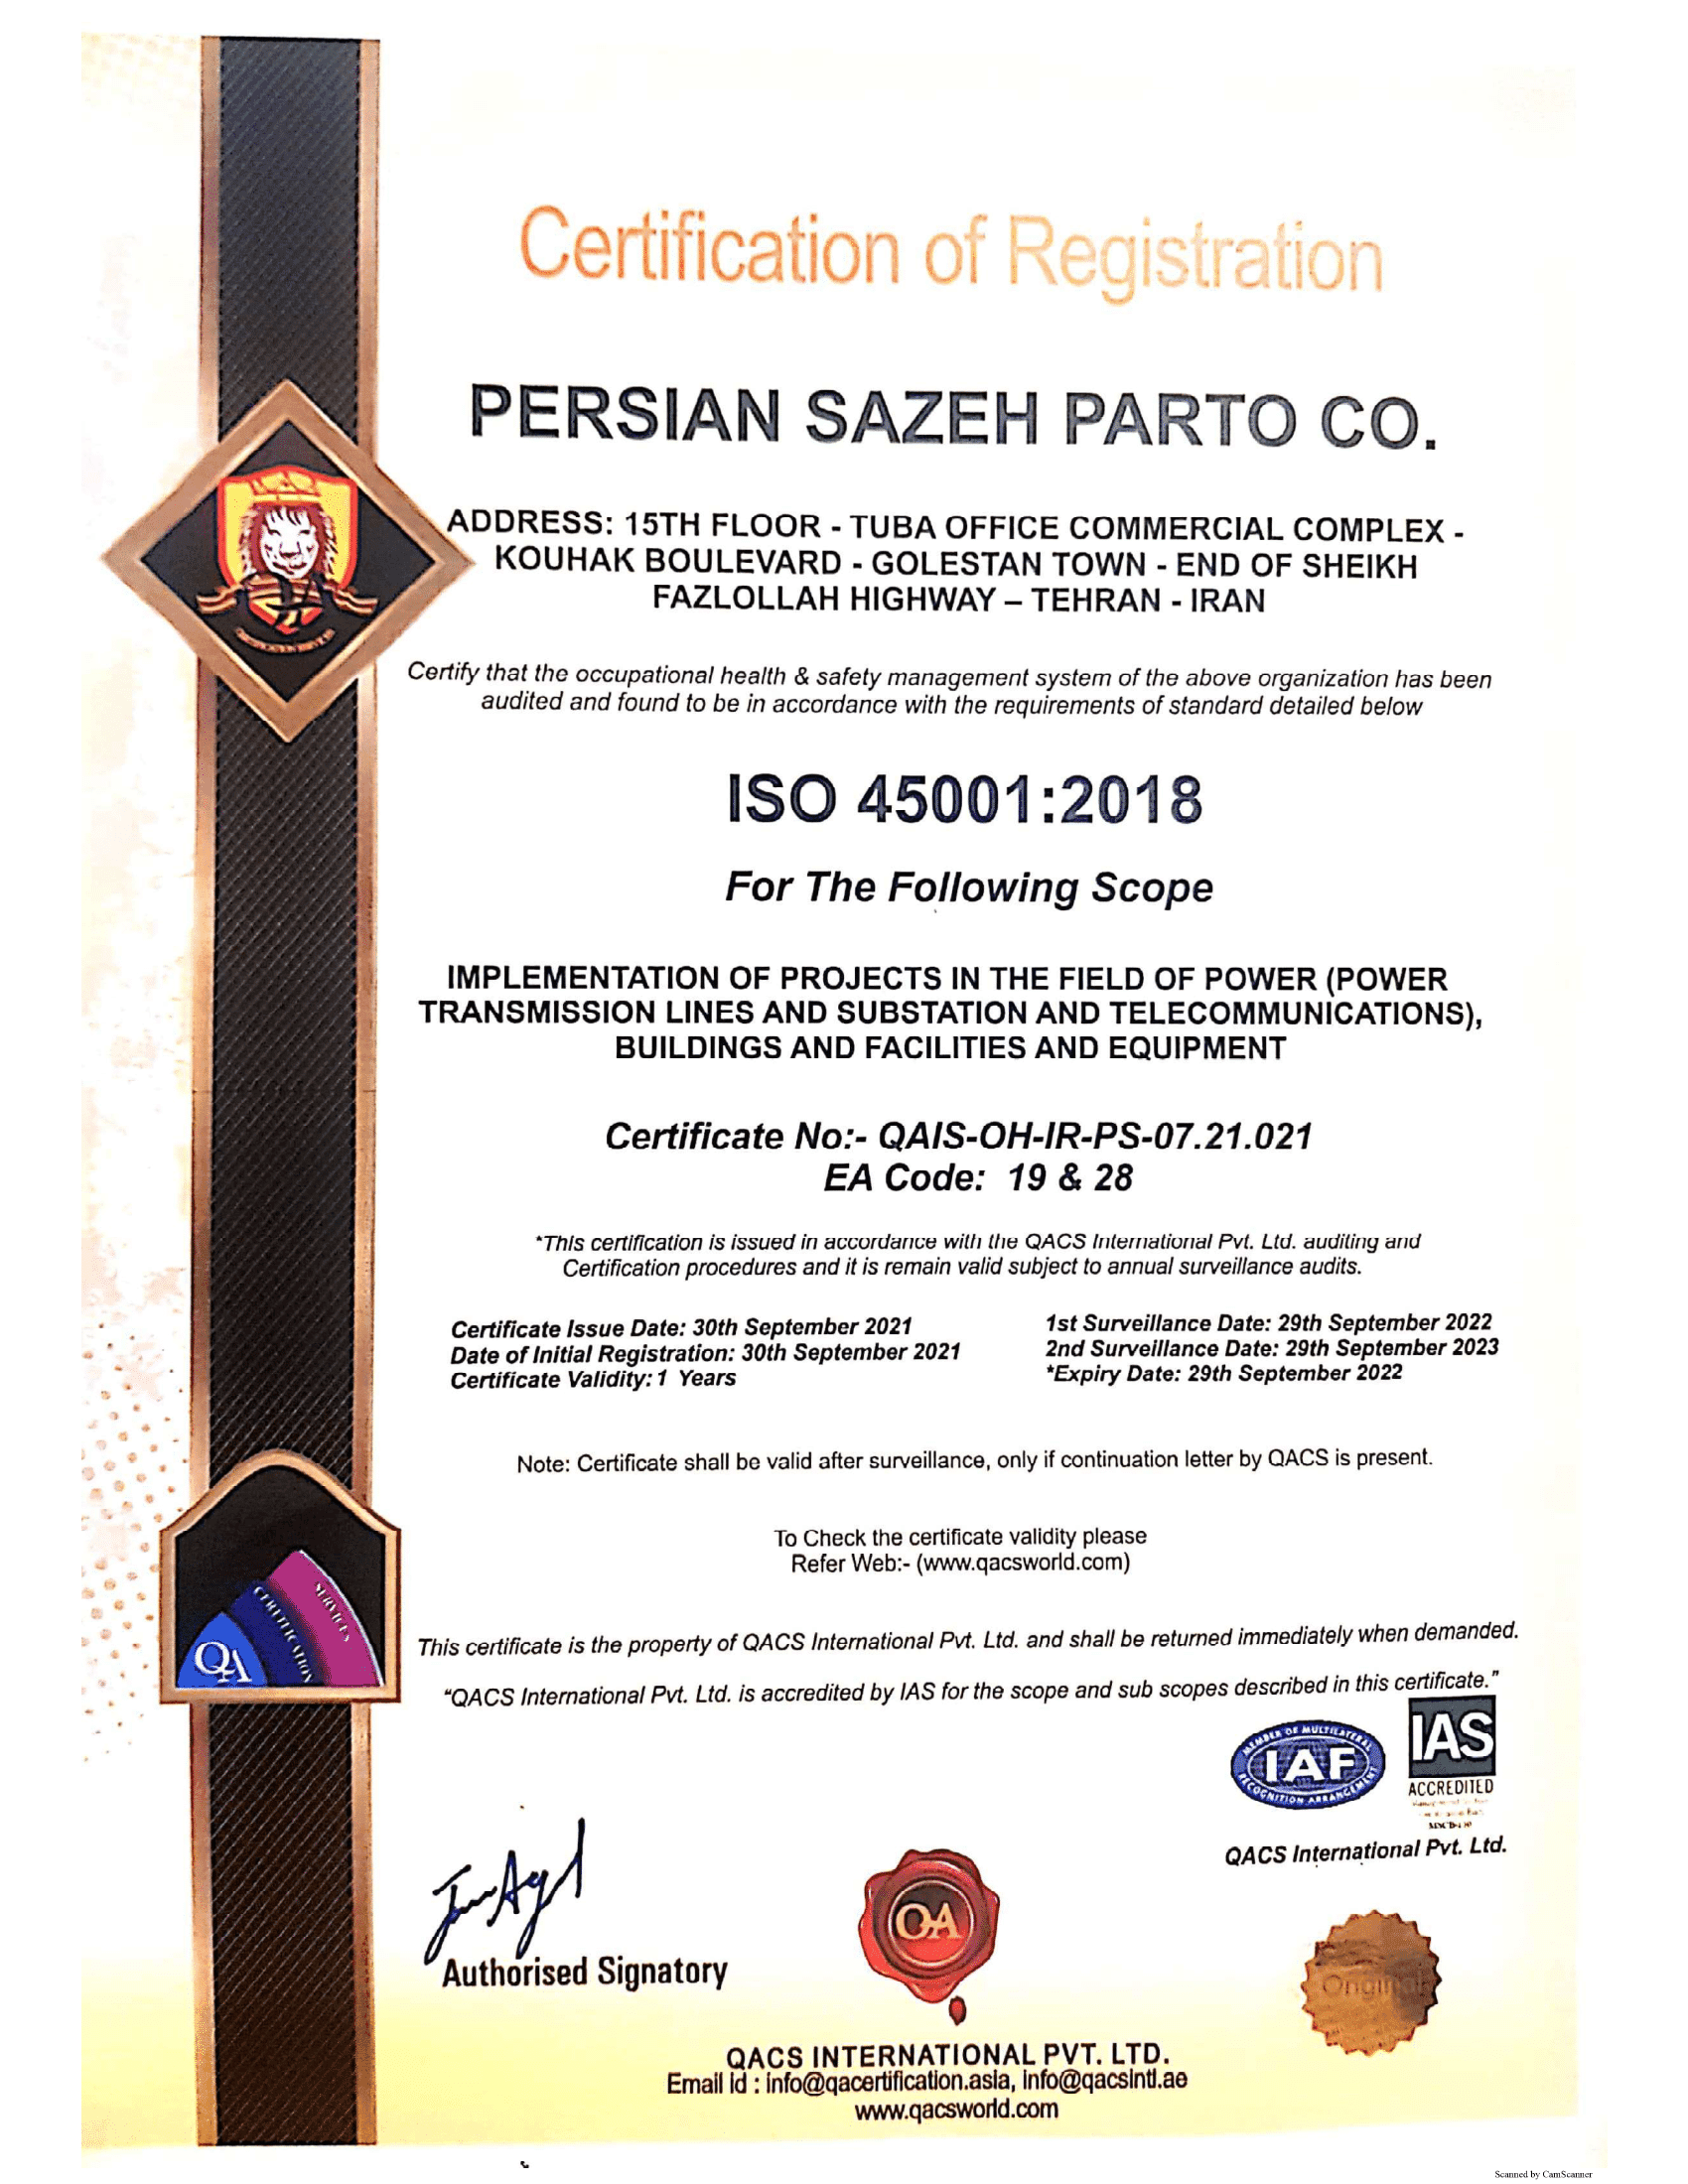 Certification of Registration
PERSIAN SAZEH PARTO CO.
ADDRESS: 15TH FLOOR - TUBA OFFICE COMMERCIAL COMPLEX -
KOUHAK BOULEVARD - GOLESTAN TOWN - END OF SHEIKH
FAZLOLLAH HIGHWAY – TEHRAN - IRAN
Certify that the occupational health & safety management system of the above organization has been
audited and found to be in accordance with the requirements of standard detailed below
ISO 45001:2018
For The Following Scope
IMPLEMENTATION OF PROJECTS IN THE FIELD OF POWER (POWER
TRANSMISSION LINES AND SUBSTATION AND TELECOMMUNICATIONS),
BUILDINGS AND FACILITIES AND EQUIPMENT
Certificate No:- QAIS-OH-IR-PS-07.21.021
EA Code: 19 & 28
*This certification is issued in accordance with the QACS International Pvt. Ltd. auditing and
Certification procedures and it is remain valid subject to annual surveillance audits.
Certificate Issue Date: 30th September 2021
Date of Initial Registration: 30th September 2021
Certificate Validity: 1 Years
1st Surveillance Date: 29th September 2022
2nd Surveillance Date: 29th September 2023
*Expiry Date: 29th September 2022
Note: Certificate shall be valid after surveillance, only if continuation letter by QACS is present.
To Check the certificate validity please
Refer Web:- (www.qacsworld.com)
QA
CERTIFICATION
SERVICES
This certificate is the property of QACS International Pvt. Ltd. and shall be returned immediately when demanded.
“QACS International Pvt. Ltd. is accredited by IAS for the scope and sub scopes described in this certificate.”
MEMBER OF MULTILATERAL
IAF
RECOGNITION ARRANGEMENT
IAS
ACCREDITED
QACS International Pvt. Ltd.
Authorised Signatory
QA
Original
QACS INTERNATIONAL PVT. LTD.
Email id : info@qacertification.asia, info@qacsintl.ae
www.qacsworld.com
Scanned by CamScanner